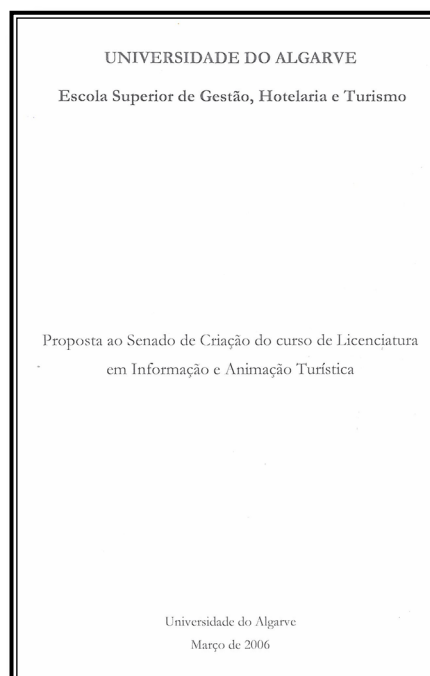 UNIVERSIDADE DO ALGARVE
Escola Superior de Gestão, Hotelaria e Turismo
Proposta ao Senado de Criação do curso de Licenciatura
em Informação e Animação Turística
Universidade do Algarve
Março de 2006